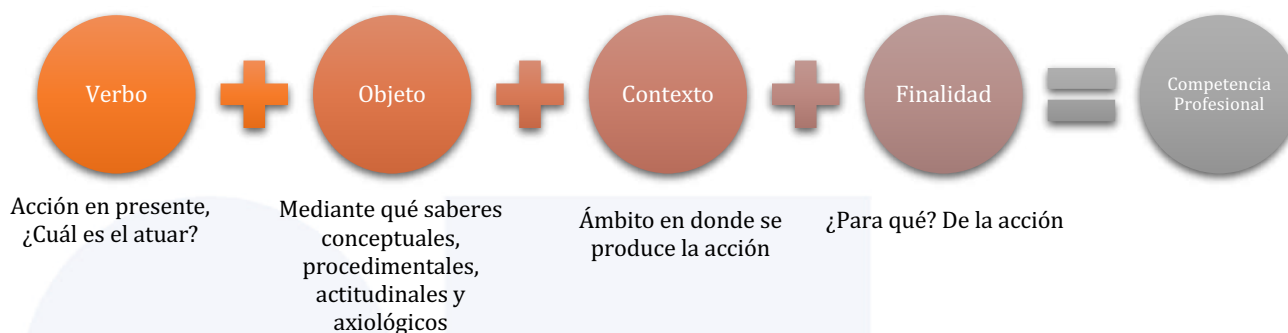 Verbo
Objeto
Contexto
Finalidad
Competencia
Profesional
Acción en presente,
¿Cuál es el atuar?
Mediante qué saberes
conceptuales,
procedimentales,
actitudinales y
axiológicos
Ámbito en donde se
produce la acción
¿Para qué? De la acción